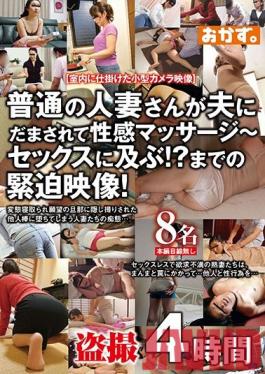 【室内に仕掛けた小型カメラ映像】
おかず。
普通の人妻さんが夫に
だまされて性感マッサージ～
セックスに及ぶ!?までの
緊迫映像!
変態寝取られ願望の旦那に隠し撮りされた
他人棒に堕ちてしまう人妻たちの痴態…
8名
本編目線無し
セックスレスで欲求不満の熟妻たちは、
まんまと罠にかかって…他人と性行為を…
盗撮
4時間